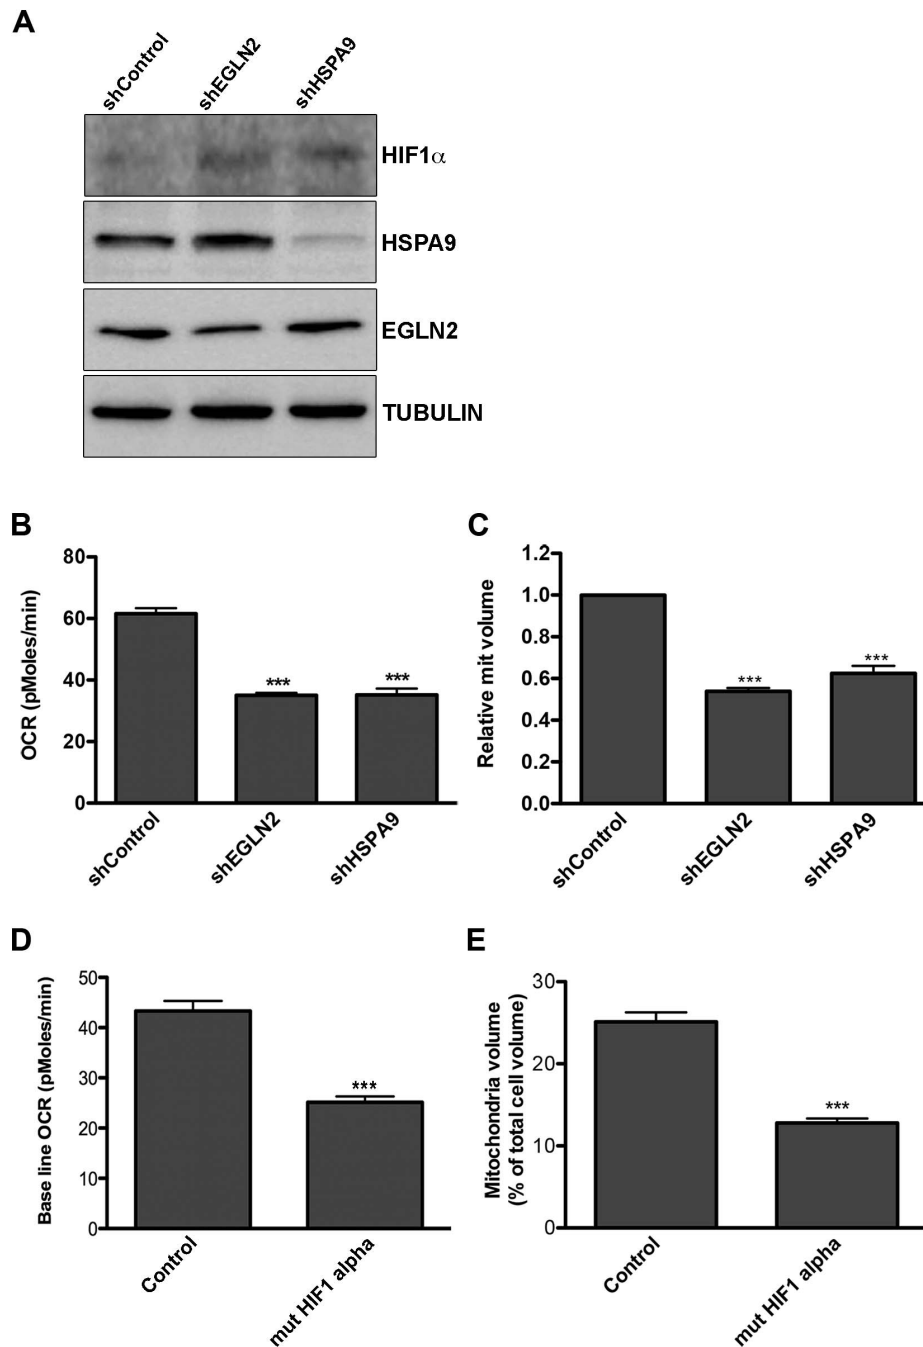 A
shControl
shEGLN2
shHSPA9
HIF1α
HSPA9
EGLN2
TUBULIN
B
OCR (pMoles/min)
80
60
40
20
0
***
***
shControl
shEGLN2
shHSPA9
C
Relative mit volume
1.2
1.0
0.8
0.6
0.4
0.2
0.0
***
***
shControl
shEGLN2
shHSPA9
D
Base line OCR (pMoles/min)
50
40
30
20
10
0
***
Control
mut HIF1 alpha
E
Mitochondria volume
(% of total cell volume)
30
20
10
0
***
Control
mut HIF1 alpha